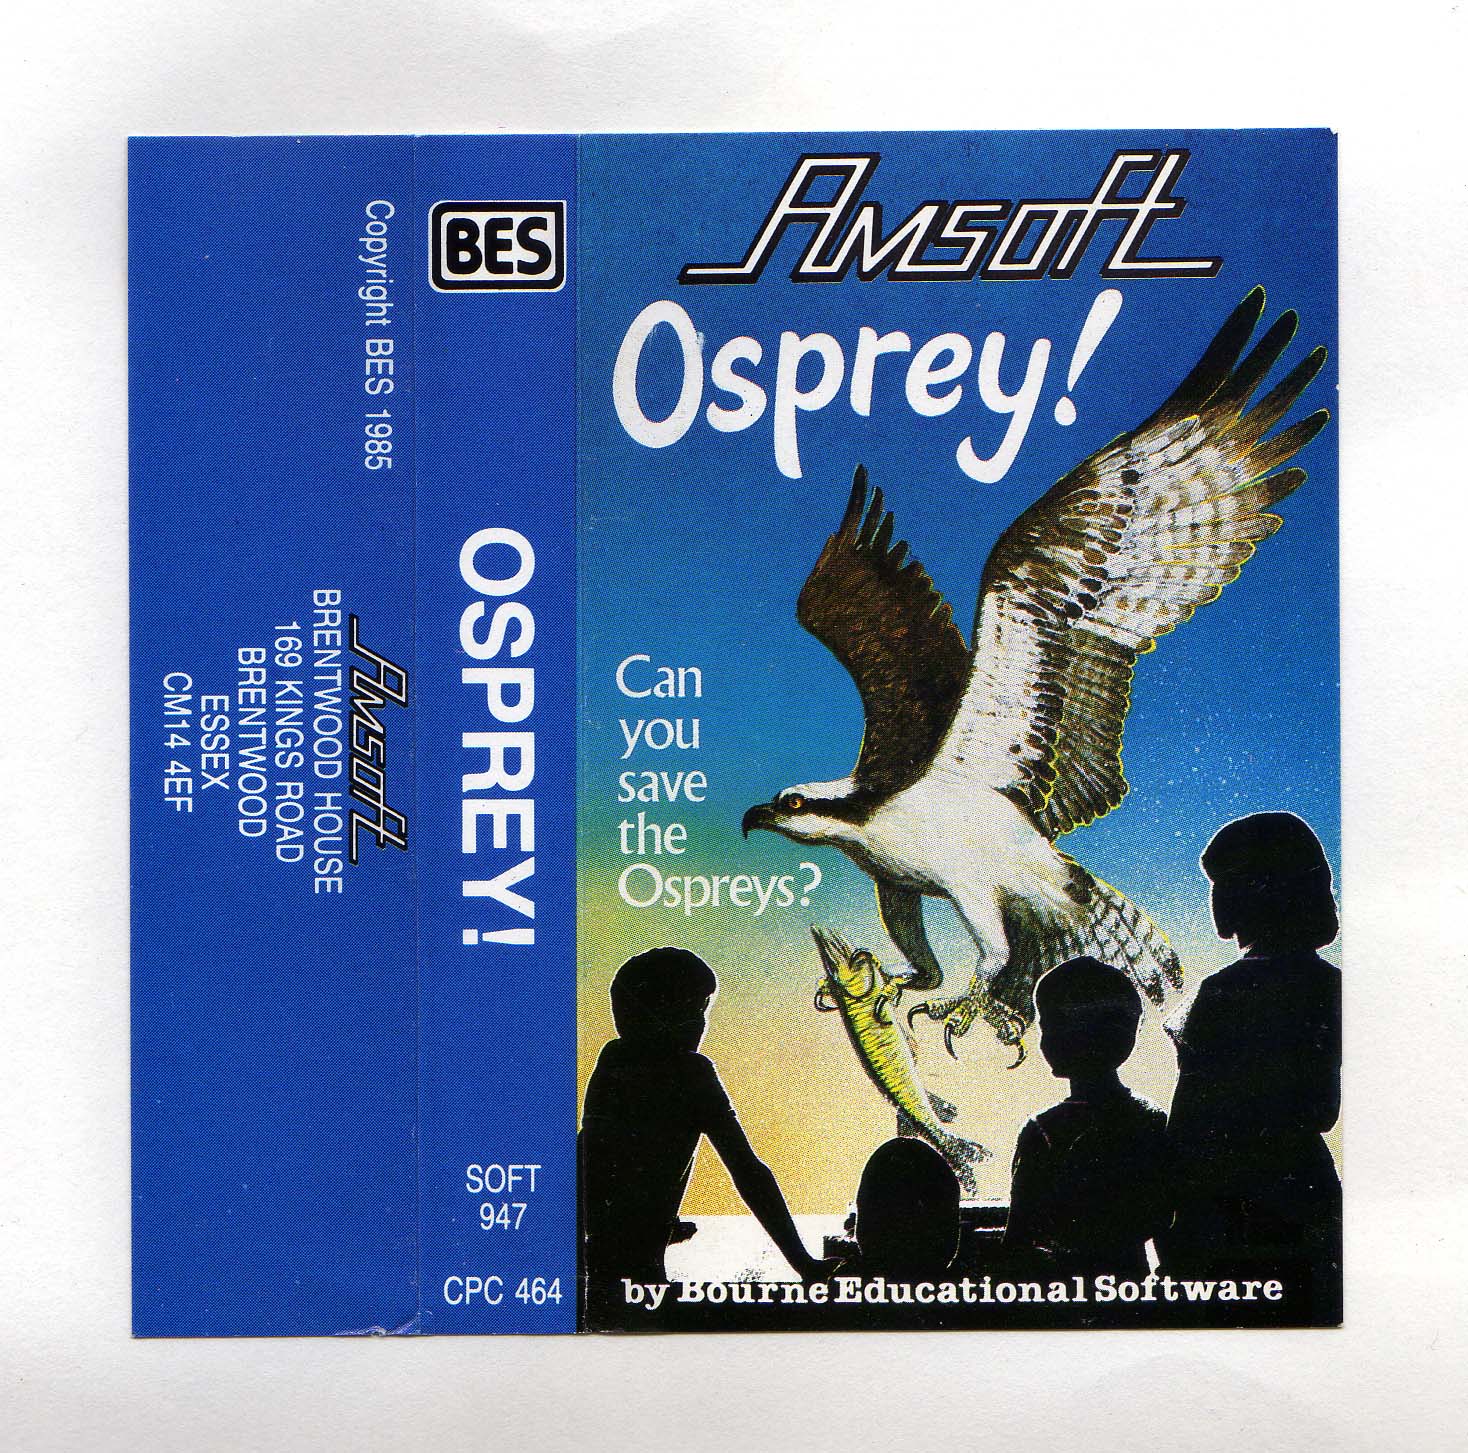 Copyright BES 1985
Amsoft
BRENTWOOD HOUSE
169 KINGS ROAD
BRENTWOOD
ESSEX
CM14 4EF
BES
OSPREY!
SOFT
947
CPC 464
Amsoft
Osprey!
Can
you
save
the
Ospreys?
by Bourne Educational Software